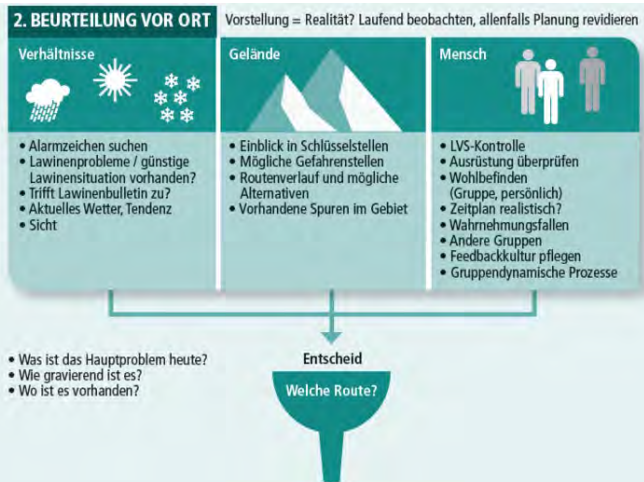 2. BEURTEILUNG VOR ORT
Vorstellung = Realität? Laufend beobachten, allenfalls Planung revidieren
Verhältnisse
• Alarmzeichen suchen
• Lawinenprobleme / günstige
Lawinensituation vorhanden?
• Trifft Lawinenbulletin zu?
• Aktuelles Wetter, Tendenz
• Sicht
Gelände
• Einblick in Schlüsselstellen
• Mögliche Gefahrenstellen
• Routenverlauf und mögliche
Alternativen
• Vorhandene Spuren im Gebiet
Mensch
• LVS-Kontrolle
• Ausrüstung überprüfen
• Wohlbefinden
(Gruppe, persönlich)
• Zeitplan realistisch?
• Wahrnehmungsfallen
• Andere Gruppen
• Feedbackkultur pflegen
• Gruppendynamische Prozesse
• Was ist das Hauptproblem heute?
• Wie gravierend ist es?
• Wo ist es vorhanden?
Entscheid
Welche Route?